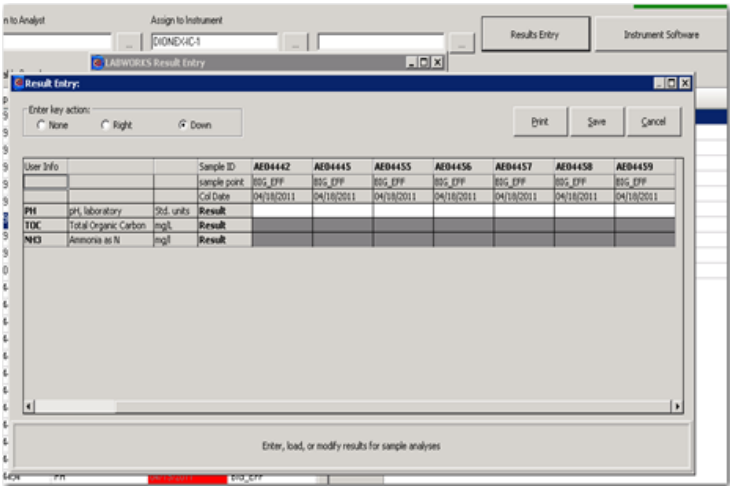 n to Analyst Assign to Instrument
... DIONEX-IC-1 ... ... Results Entry Instrument Software
LABWORKS Result Entry
Result Entry:
Enter key action:
None Right Down Print Save Cancel
User Info Sample ID AE04442 AE04445 AE04455 AE04456 AE04457 AE04458 AE04459
sample point BIG_EFF BIG_EFF BIG_EFF BIG_EFF BIG_EFF BIG_EFF BIG_EFF
Col Date 04/18/2011 04/18/2011 04/18/2011 04/18/2011 04/18/2011 04/18/2011 04/18/2011
PH pH, laboratory Std. units Result
TOC Total Organic Carbon mg/L Result
NH3 Ammonia as N mg/l Result
Enter, load, or modify results for sample analyses
PH BIG_EFF